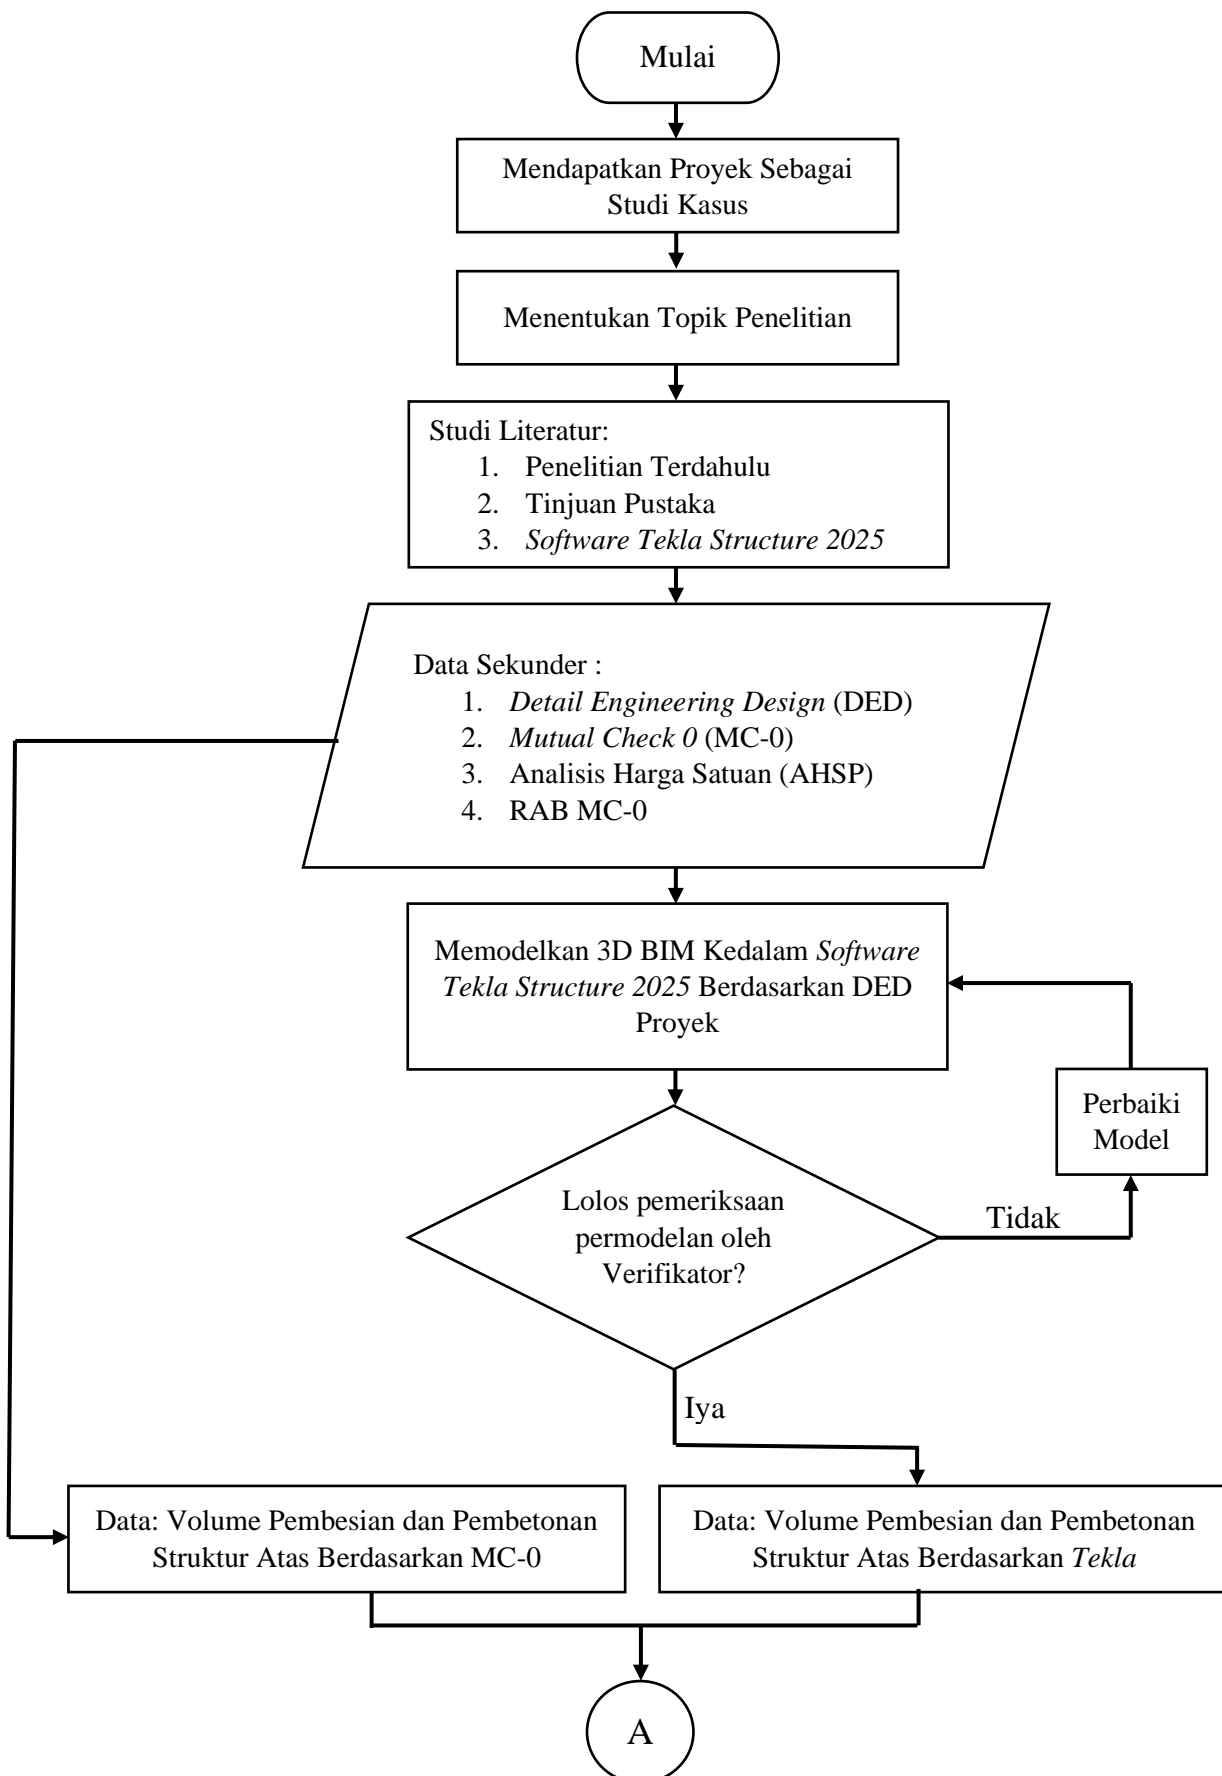 Mulai
Mendapatkan Proyek Sebagai
Studi Kasus
Menentukan Topik Penelitian
Studi Literatur:
1. Penelitian Terdahulu
2. Tinjuan Pustaka
3. Software Tekla Structure 2025
Data Sekunder :
1. Detail Engineering Design (DED)
2. Mutual Check 0 (MC-0)
3. Analisis Harga Satuan (AHSP)
4. RAB MC-0
Memodelkan 3D BIM Kedalam Software
Tekla Structure 2025 Berdasarkan DED
Proyek
Perbaiki
Model
Lolos pemeriksaan
permodelan oleh
Verifikator?
Tidak
Iya
Data: Volume Pembesian dan Pembetonan
Struktur Atas Berdasarkan MC-0
Data: Volume Pembesian dan Pembetonan
Struktur Atas Berdasarkan Tekla
A